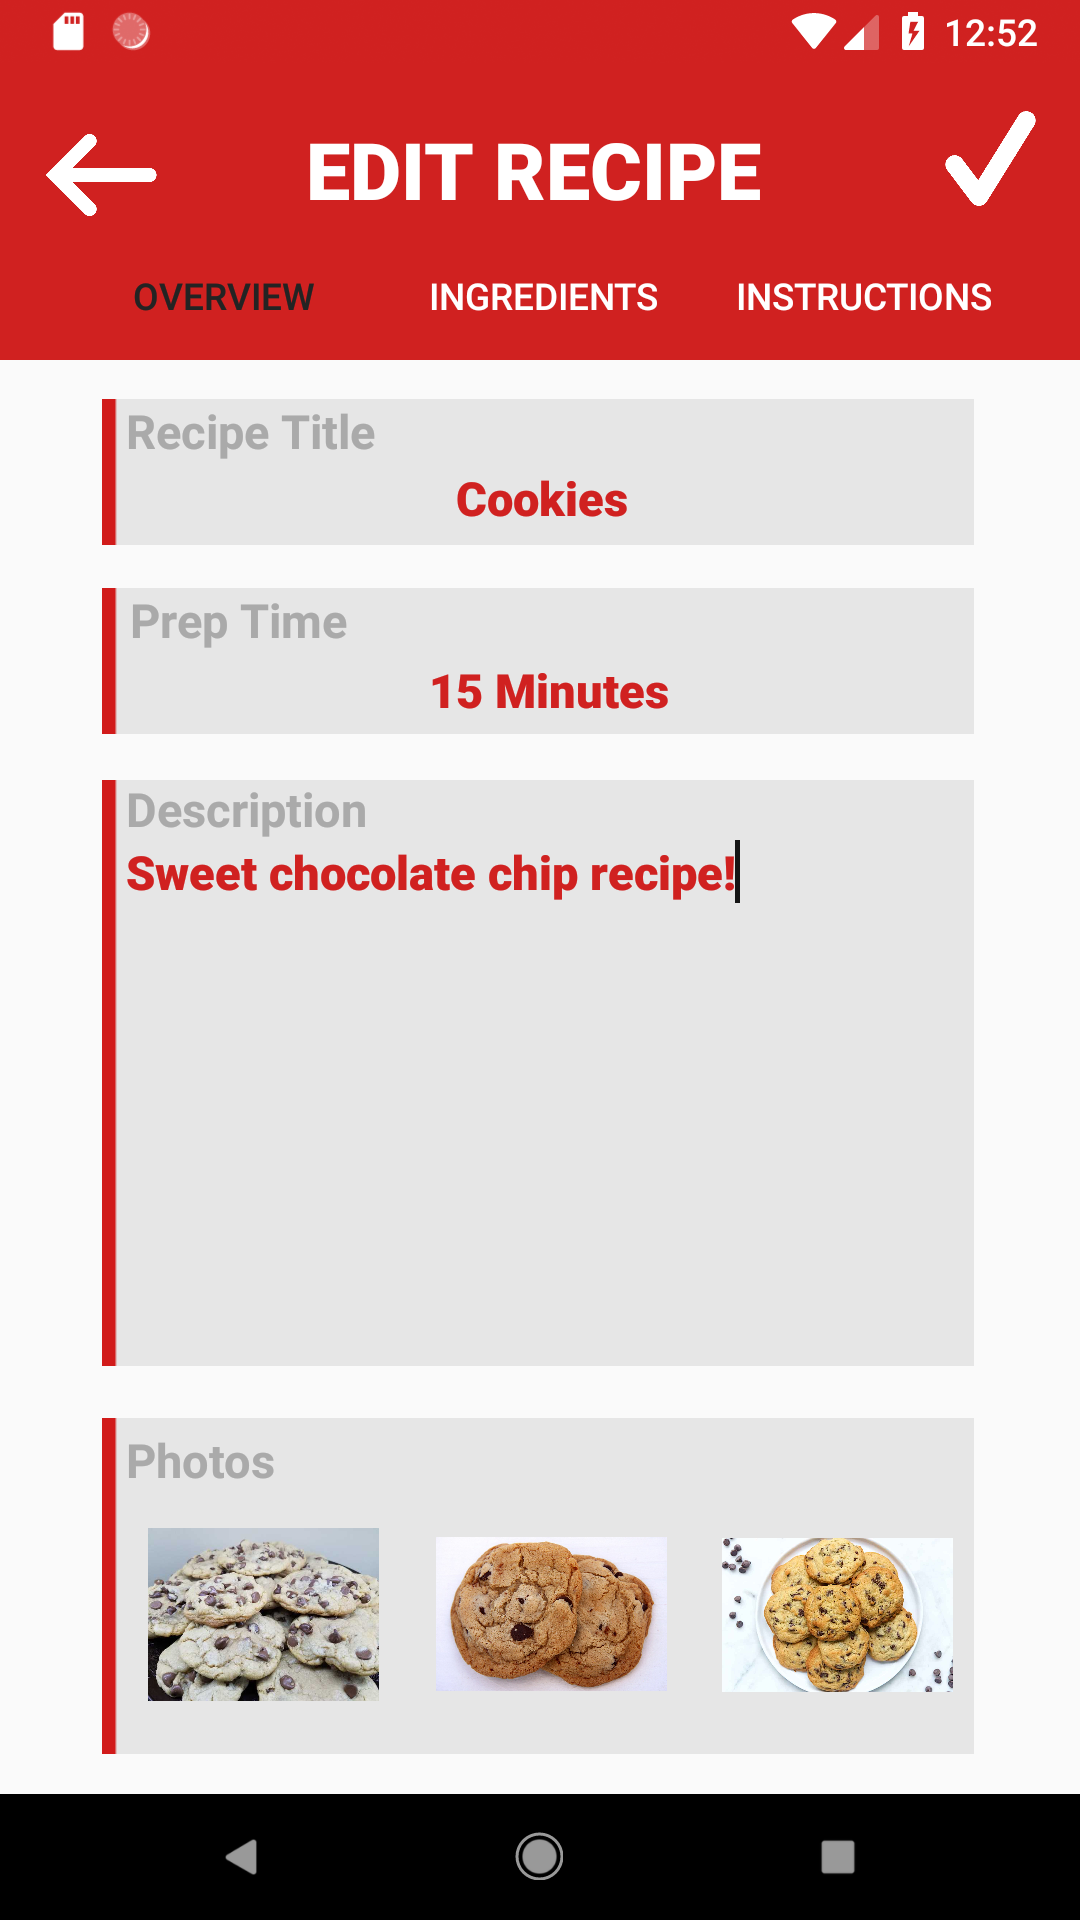 12:52
EDIT RECIPE
OVERVIEW INGREDIENTS INSTRUCTIONS
Recipe Title
Cookies
Prep Time
15 Minutes
Description
Sweet chocolate chip recipe!
Photos